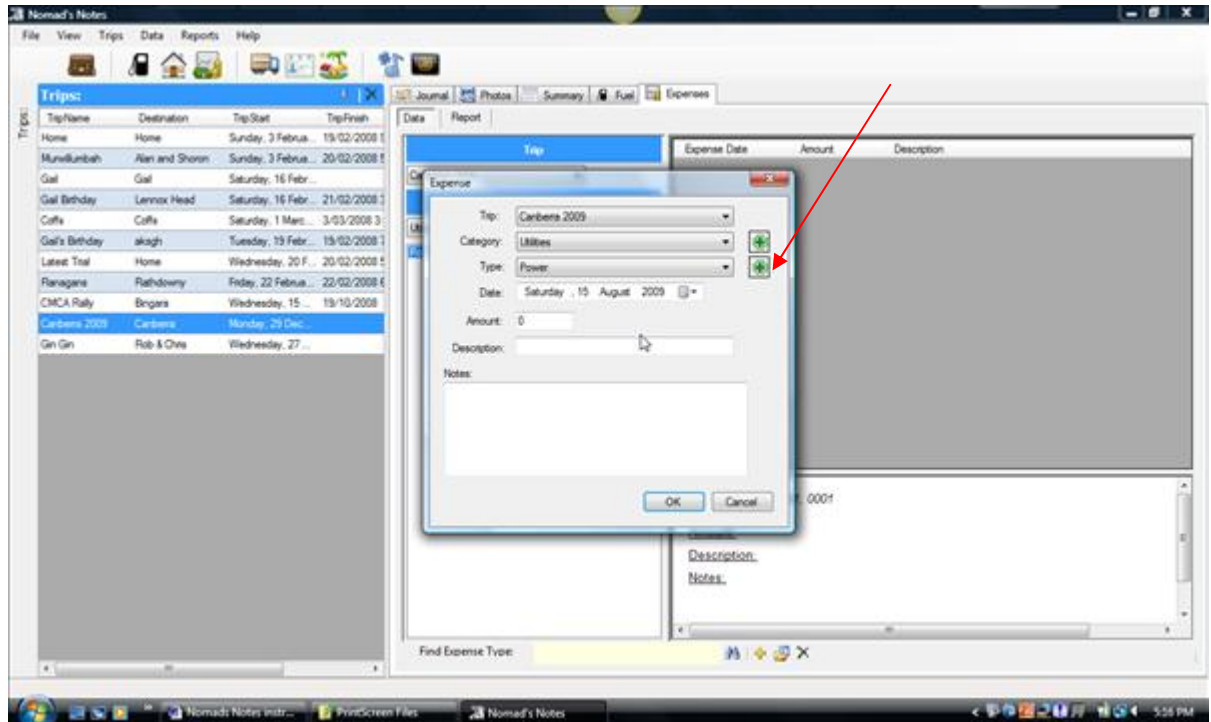 Nomad's Notes
File View Trips Data Reports Help
Trips:
Trips:
Journal Photos Summary Fuel Expenses
TripName Destination TripStart TripFinish
Data Report
Home Home Sunday, 3 Februa... 19/02/2008
Murwillumbah Alan and Sharon Sunday, 3 Februa... 20/02/2008
Gail Gail Saturday, 16 Febr...
Gail Birthday Lennox Head Saturday, 16 Febr... 21/02/2008
Coffs Coffs Saturday, 1 Marc... 3/03/2008 3
Gail's Birthday Tuesday, 19 Febr... 19/02/2008
Latest Trial Home Wednesday, 20 F... 20/02/2008
Rathdowny Friday, 22 Februa... 22/02/2008
CMCA Rally Bingara Wednesday, 15 ... 19/10/2008
Canberra 2009 Canberra Monday, 29 Dec...
Gin Gin Rob & Chris Wednesday, 27 ...
Trip
Expense Date Amount Description
Expense
Trip: Canberra 2009
Category: Utilities
Type: Power
Date: Saturday , 15 August 2009
Amount: 0
Description:
Notes:
OK Cancel
0001
Description:
Notes:
Find Expense Type:
Nomads Notes instr... PrintScreen Files Nomad's Notes 5:56 PM